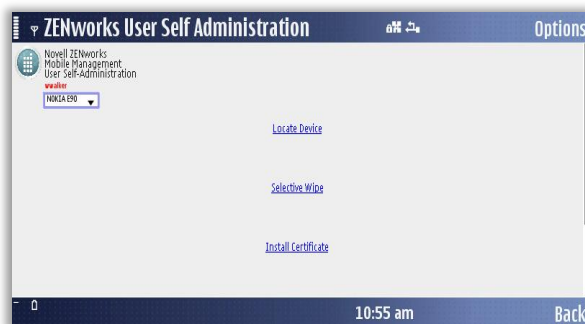 ZENworks User Self Administration
Options
Novell ZENworks
Mobile Management
User Self-Administration
wwalker
NOKIA E90
Locate Device
Selective Wipe
Install Certificate
10:55 am
Back